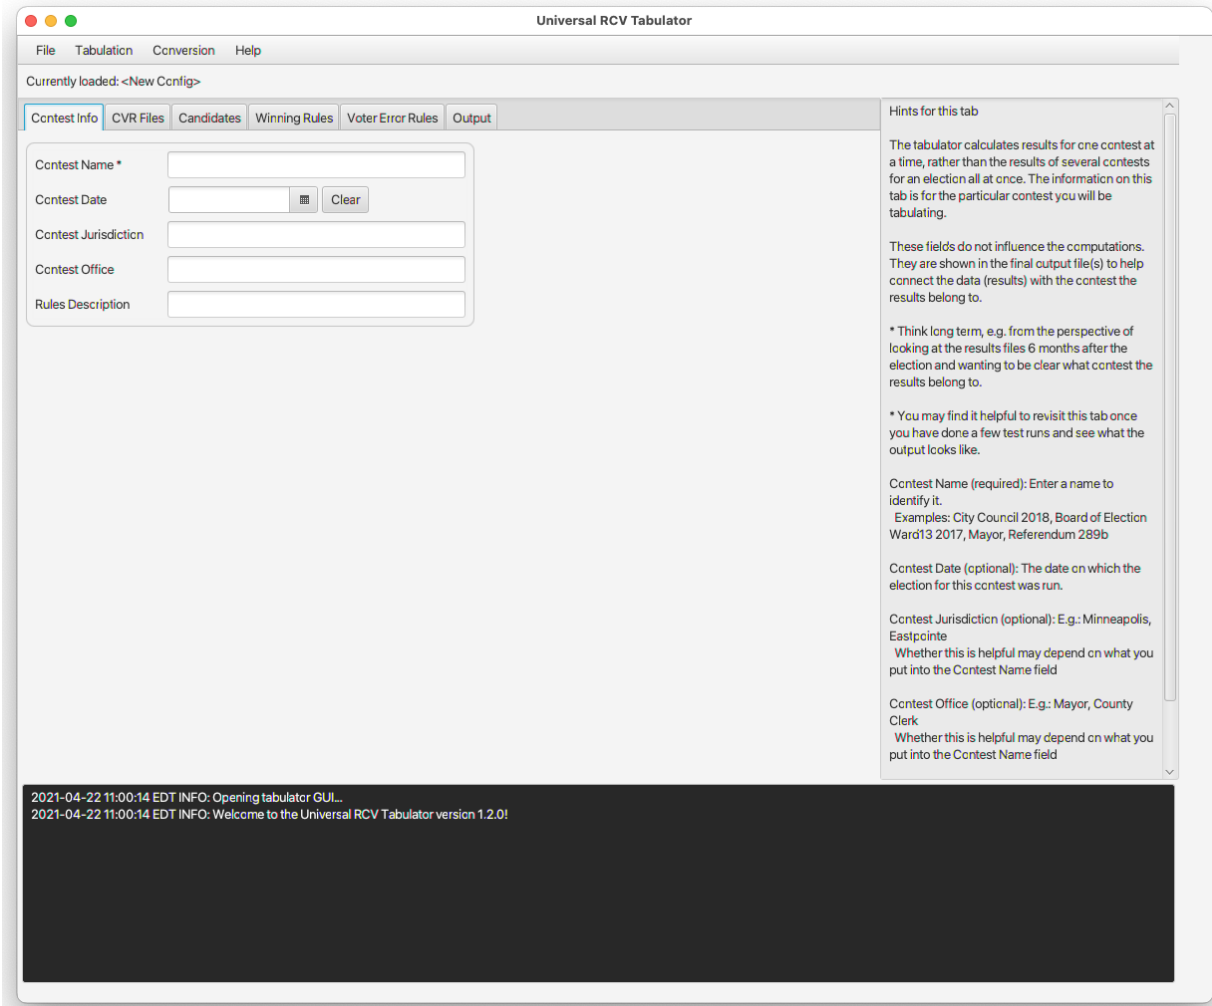 Universal RCV Tabulator
File Tabulation Conversion Help
Currently loaded: <New Config>
Contest Info CVR Files Candidates Winning Rules Voter Error Rules Output
Contest Name *
Contest Date Clear
Contest Jurisdiction
Contest Office
Rules Description
Hints for this tab
The tabulator calculates results for one contest at
a time, rather than the results of several contests
for an election all at once. The information on this
tab is for the particular contest you will be
tabulating.
These fields do not influence the computations.
They are shown in the final output file(s) to help
connect the data (results) with the contest the
results belong to.
* Think long term, e.g. from the perspective of
looking at the results files 6 months after the
election and wanting to be clear what contest the
results belong to.
* You may find it helpful to revisit this tab once
you have done a few test runs and see what the
output looks like.
Contest Name (required): Enter a name to
identify it.
Examples: City Council 2018, Board of Election
Ward13 2017, Mayor, Referendum 289b
Contest Date (optional): The date on which the
election for this contest was run.
Contest Jurisdiction (optional): E.g.: Minneapolis,
Eastpointe
Whether this is helpful may depend on what you
put into the Contest Name field
Contest Office (optional): E.g.: Mayor, County
Clerk
Whether this is helpful may depend on what you
put into the Contest Name field
2021-04-22 11:00:14 EDT INFO: Opening tabulator GUI...
2021-04-22 11:00:14 EDT INFO: Welcome to the Universal RCV Tabulator version 1.2.0!